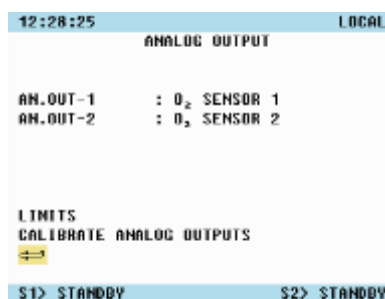 12:28:25 LOCAL
ANALOG OUTPUT
AN.OUT-1 : O₂ SENSOR 1
AN.OUT-2 : O₂ SENSOR 2
LIMITS
CALIBRATE ANALOG OUTPUTS
S1> STANDBY S2> STANDBY